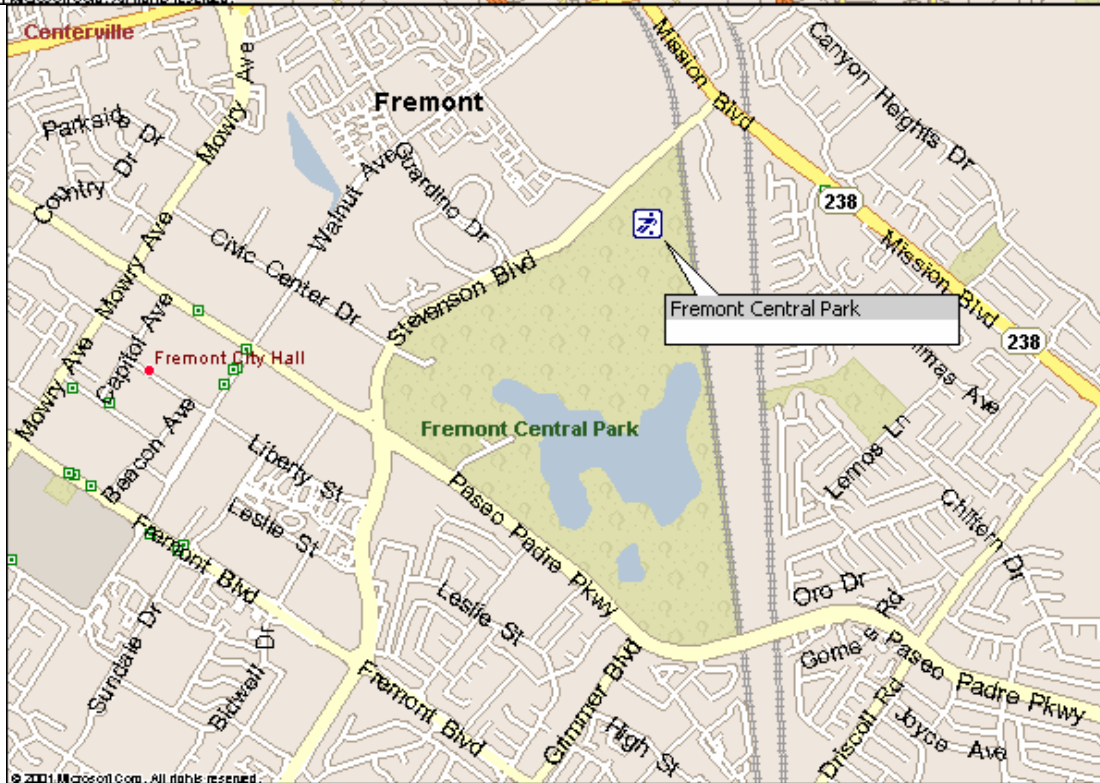 Centerville
Mowry Ave
Fremont
Mission Blvd
Canyon Heights Dr
Parkside Dr
Country Dr
Mowry Ave
Walnut Ave
Guardino Dr
238
Civic Center Dr
Stevenson Blvd
Mission Blvd
Fremont Central Park
238
Capitol Ave
Fremont City Hall
Mowry Ave
Beacon Ave
Fremont Central Park
Lemos Ln
Liberty St
Leslie St
Paseo Padre Pkwy
Chiltern Dr
Fremont Blvd
Leslie St
Oro Dr
Sundale Dr
Bidwell Dr
Paseo Padre Pkwy
Fremont Blvd
High St
Driscoll Rd
Joyce Ave
© 2001 Microsoft Corp. All rights reserved.